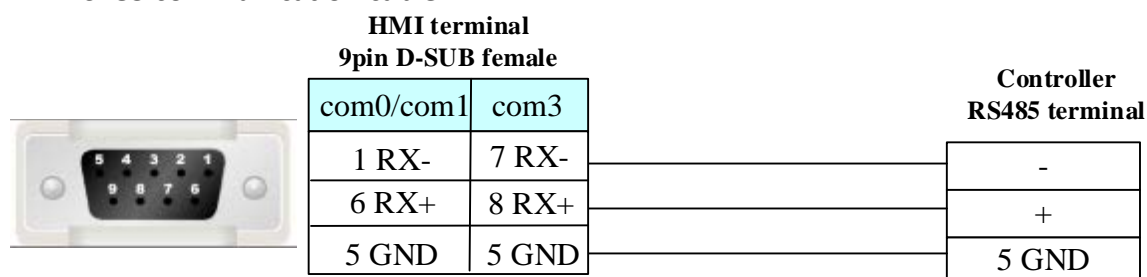 HMI terminal
9pin D-SUB female
Controller
RS485 terminal
com0/com1 com3
5 4 3 2 1
9 8 7 6
1 RX- 7 RX- -
6 RX+ 8 RX+ +
5 GND 5 GND 5 GND